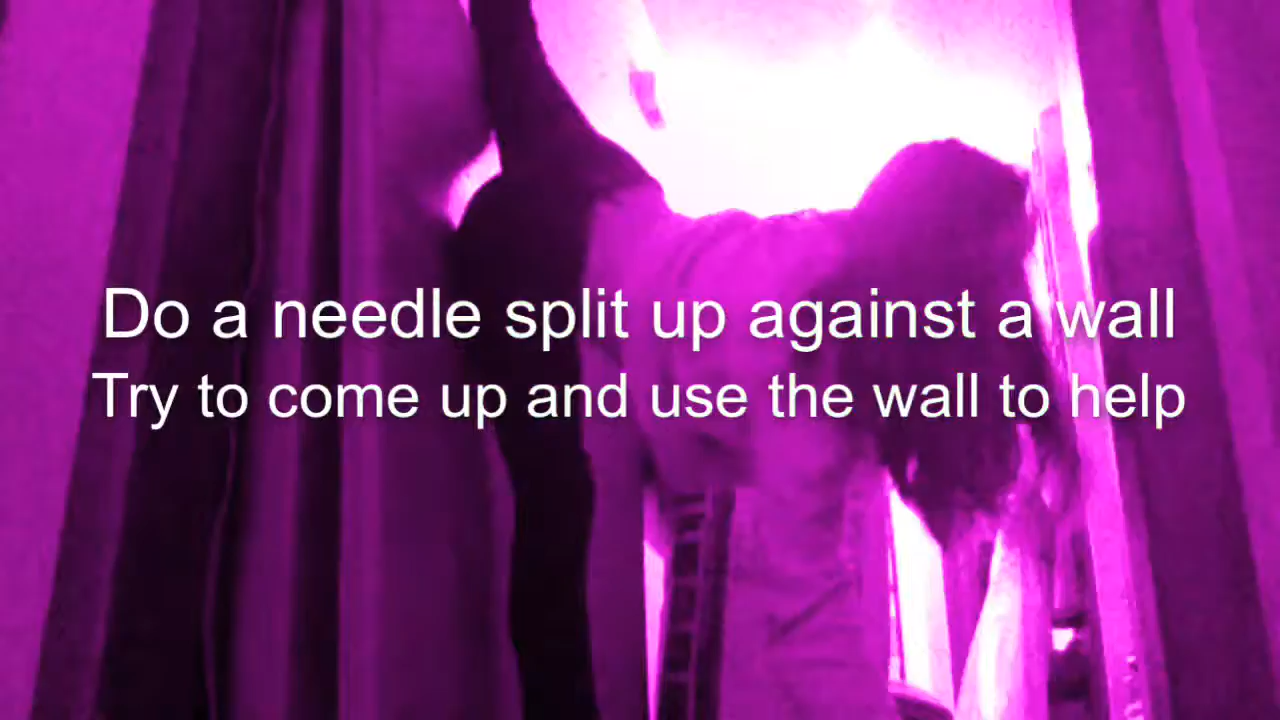 Do a needle split up against a wall
Try to come up and use the wall to help